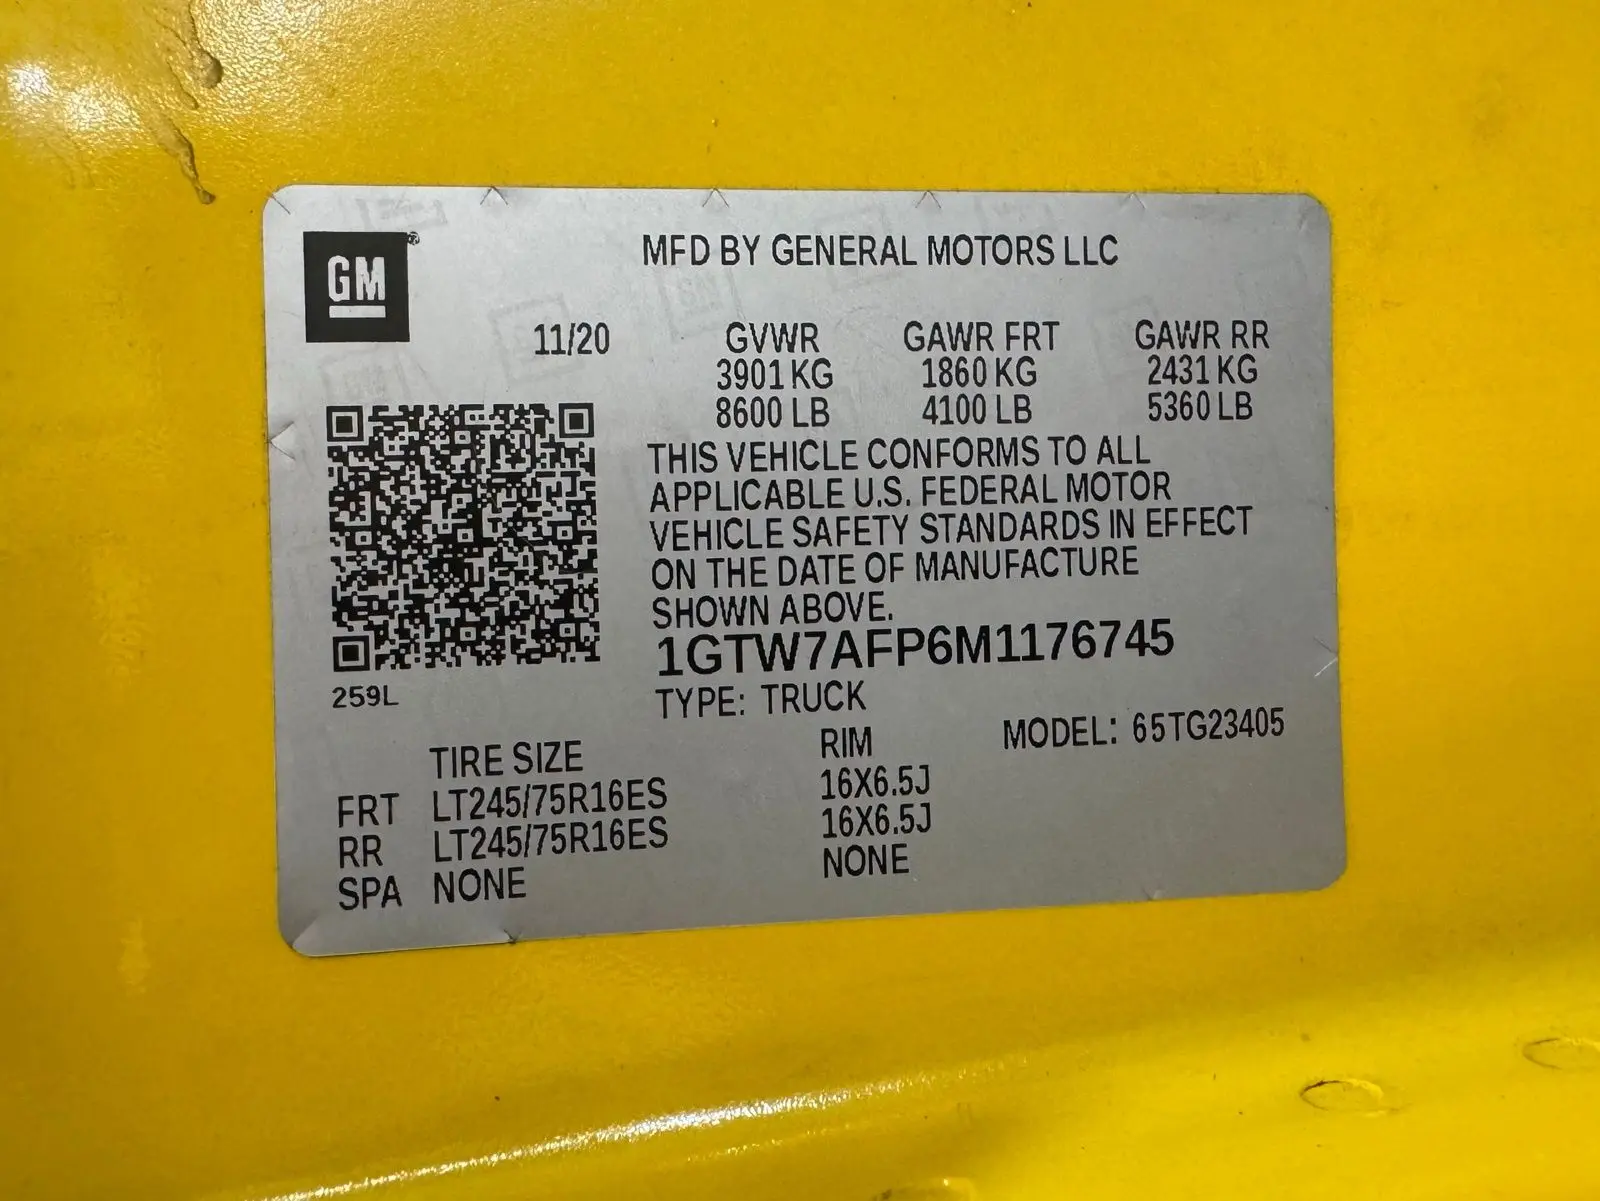 GM
MFD BY GENERAL MOTORS LLC
11/20 GVWR GAWR FRT GAWR RR
3901 KG 1860 KG 2431 KG
8600 LB 4100 LB 5360 LB
THIS VEHICLE CONFORMS TO ALL
APPLICABLE U.S. FEDERAL MOTOR
VEHICLE SAFETY STANDARDS IN EFFECT
ON THE DATE OF MANUFACTURE
SHOWN ABOVE.
1GTW7AFP6M1176745
259L
TYPE: TRUCK
TIRE SIZE RIM MODEL: 65TG23405
FRT LT245/75R16ES 16X6.5J
RR LT245/75R16ES 16X6.5J
SPA NONE NONE